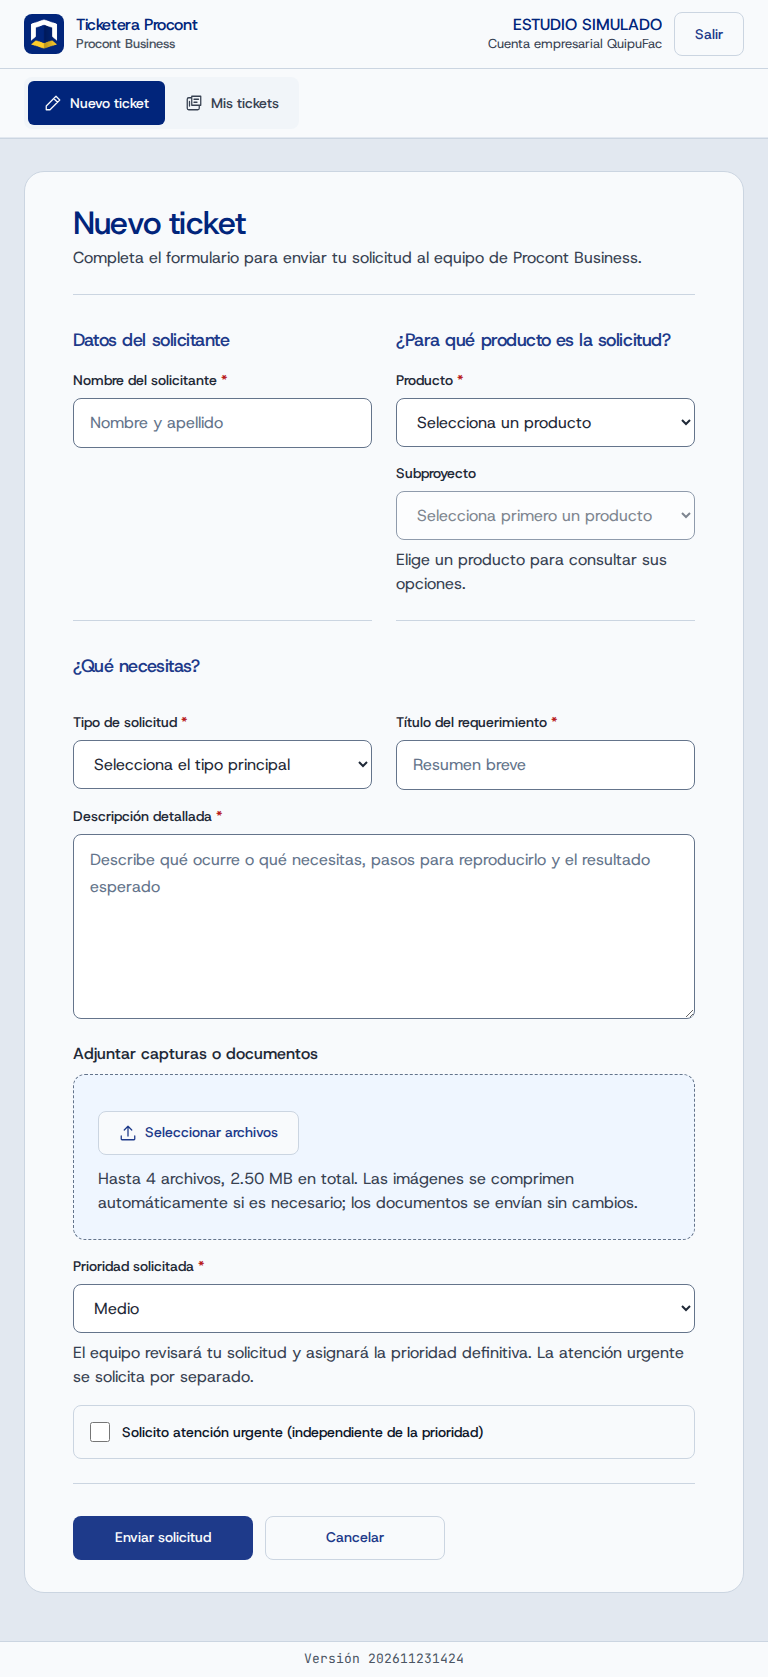 Ticketera Procont
Procont Business
ESTUDIO SIMULADO
Cuenta empresarial QuipuFac
Salir
Nuevo ticket
Mis tickets
Nuevo ticket
Completa el formulario para enviar tu solicitud al equipo de Procont Business.
Datos del solicitante
Nombre del solicitante *
Nombre y apellido
¿Para qué producto es la solicitud?
Producto *
Selecciona un producto
Subproyecto
Selecciona primero un producto
Elige un producto para consultar sus
opciones.
¿Qué necesitas?
Tipo de solicitud *
Selecciona el tipo principal
Título del requerimiento *
Resumen breve
Descripción detallada *
Describe qué ocurre o qué necesitas, pasos para reproducirlo y el resultado
esperado
Adjuntar capturas o documentos
Seleccionar archivos
Hasta 4 archivos, 2.50 MB en total. Las imágenes se comprimen
automáticamente si es necesario; los documentos se envían sin cambios.
Prioridad solicitada *
Medio
El equipo revisará tu solicitud y asignará la prioridad definitiva. La atención urgente
se solicita por separado.
Solicito atención urgente (independiente de la prioridad)
Enviar solicitud
Cancelar
Versión 202611231424